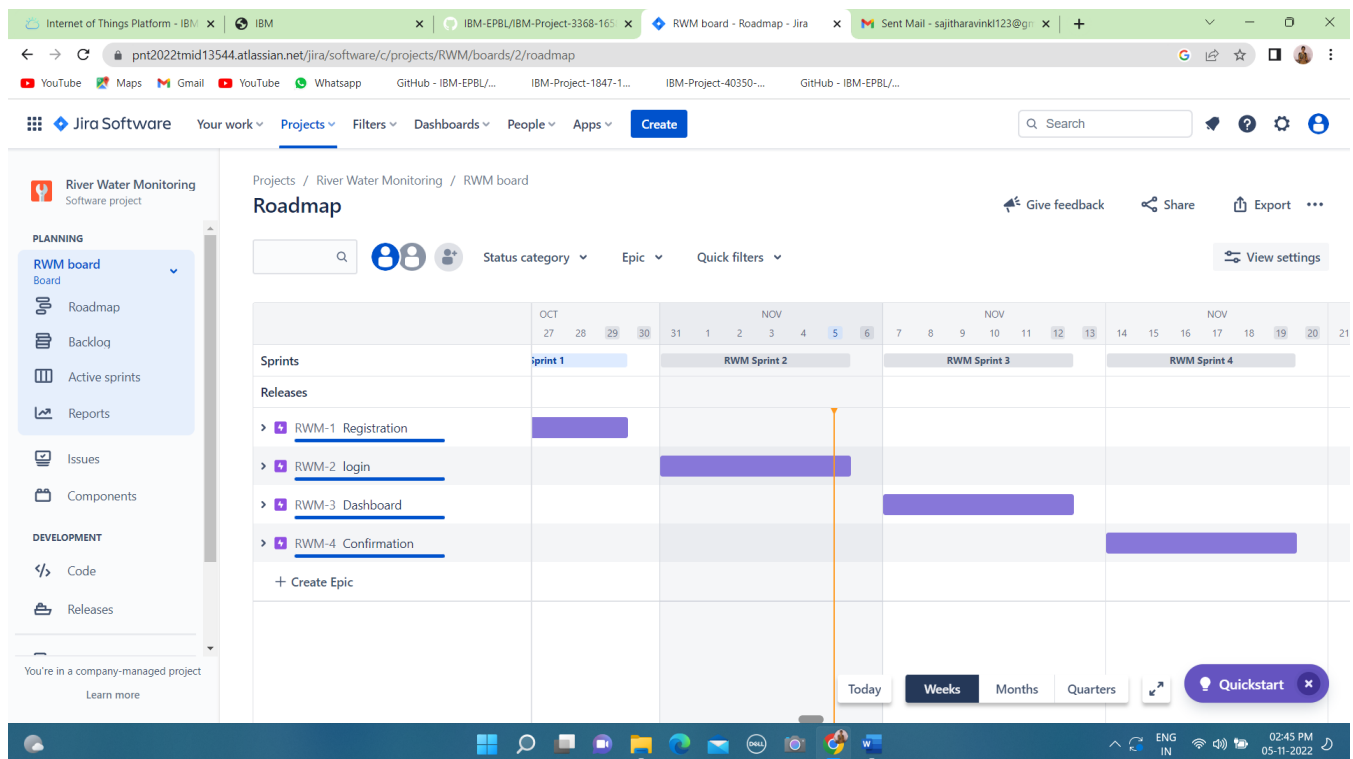 Internet of Things Platform - IBM
IBM
IBM-EPBL/IBM-Project-3368-165
RWM board - Roadmap - Jira
Sent Mail - sajitharavinkl123@gm
pnt2022tmid13544.atlassian.net/jira/software/c/projects/RWM/boards/2/roadmap
YouTube Maps Gmail YouTube Whatsapp GitHub - IBM-EPBL/... IBM-Project-1847-1... IBM-Project-40350-... GitHub - IBM-EPBL/...
Jira Software Your work Projects Filters Dashboards People Apps Create Search
River Water Monitoring
Software project
PLANNING
RWM board
Board
Roadmap
Backlog
Active sprints
Reports
Issues
Components
DEVELOPMENT
Code
Releases
You're in a company-managed project
Learn more
Projects / River Water Monitoring / RWM board
Roadmap
Give feedback Share Export
Status category Epic Quick filters View settings
OCT NOV NOV NOV
27 28 29 30 31 1 2 3 4 5 6 7 8 9 10 11 12 13 14 15 16 17 18 19 20 21
Sprints Sprint 1 RWM Sprint 2 RWM Sprint 3 RWM Sprint 4
Releases
RWM-1 Registration
RWM-2 login
RWM-3 Dashboard
RWM-4 Confirmation
+ Create Epic
Today Weeks Months Quarters Quickstart
DELL W
ENG
IN
02:45 PM
05-11-2022